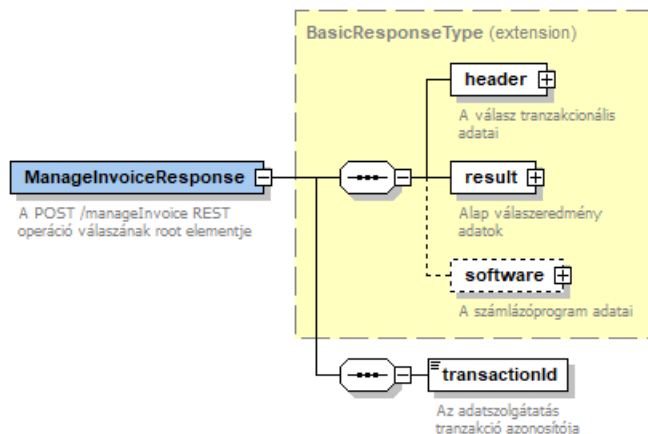 BasicResponseType (extension)
header
A válasz tranzakcionális
adatai
ManageInvoiceResponse
A POST /manageInvoice REST
operáció válaszának root elementje
result
Alap válaszeredmény
adatok
software
A számlázóprogram adatai
transactionId
Az adatszolgátatás
tranzakció azonosítója